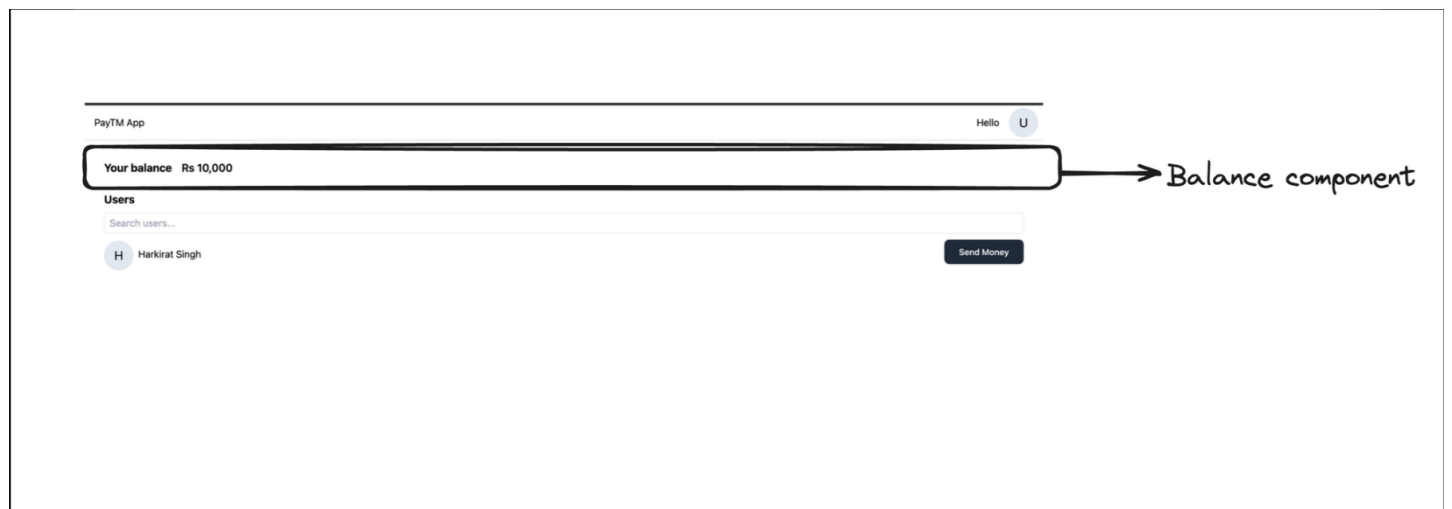 PayTM App Hello U
Your balance Rs 10,000
Balance component
Users
Search users...
H Harkirat Singh Send Money